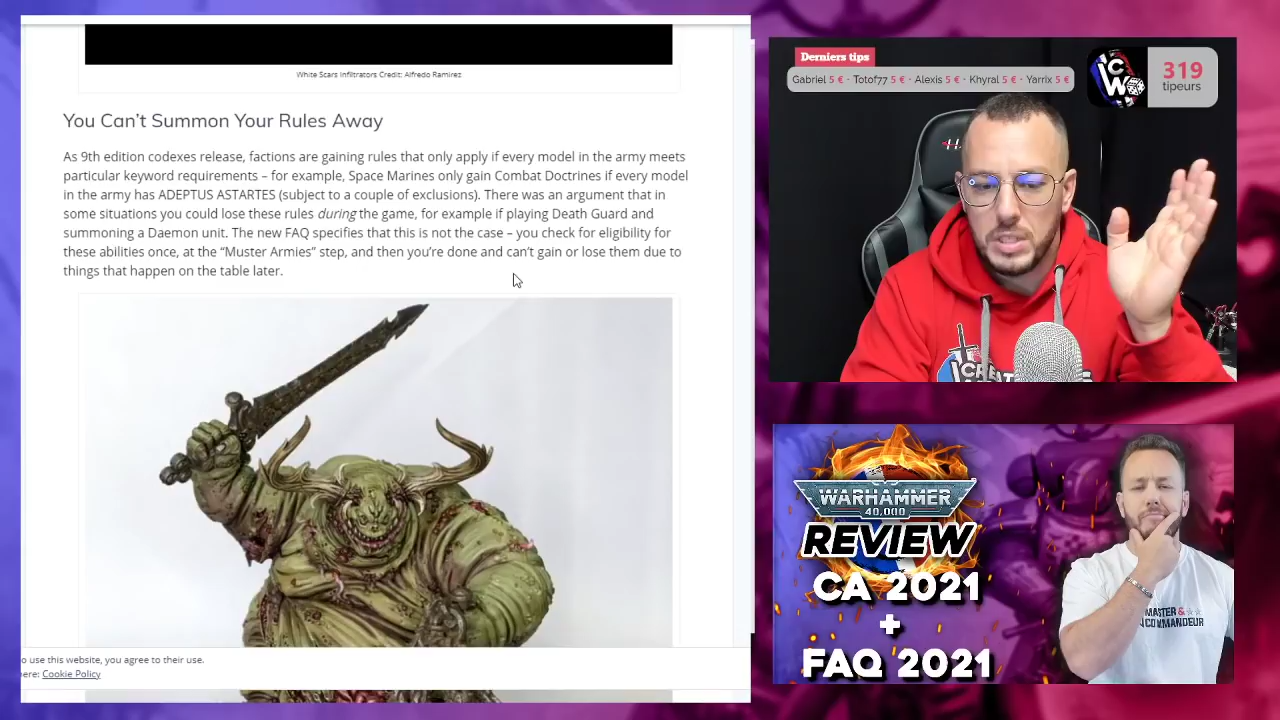 White Scars Infiltrators Credit: Alfredo Ramirez
You Can't Summon Your Rules Away
As 9th edition codexes release, factions are gaining rules that only apply if every model in the army meets
particular keyword requirements – for example, Space Marines only gain Combat Doctrines if every model
in the army has ADEPTUS ASTARTES (subject to a couple of exclusions). There was an argument that in
some situations you could lose these rules during the game, for example if playing Death Guard and
summoning a Daemon unit. The new FAQ specifies that this is not the case – you check for eligibility for
these abilities once, at the “Muster Armies” step, and then you're done and can't gain or lose them due to
things that happen on the table later.
o use this website, you agree to their use.
ere: Cookie Policy
Derniers tips
Gabriel 5 € - Totof77 5 € - Alexis 5 € - Khyral 5 € - Yarrix 5 €
CW
319
tipeurs
WARHAMMER
40,000
REVIEW
CA 2021
+
FAQ 2021
MASTER &
COMMANDEUR